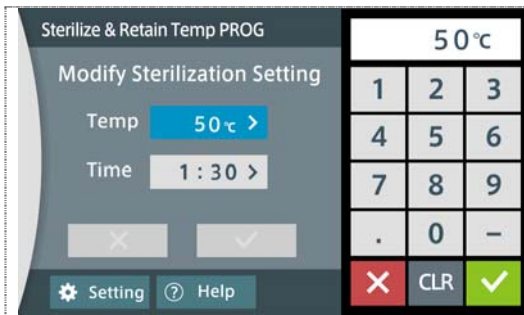 Sterilize & Retain Temp PROG
Modify Sterilization Setting
Temp 50℃ >
Time 1:30 >
Setting ? Help
50℃
1 2 3
4 5 6
7 8 9
. 0 –
CLR